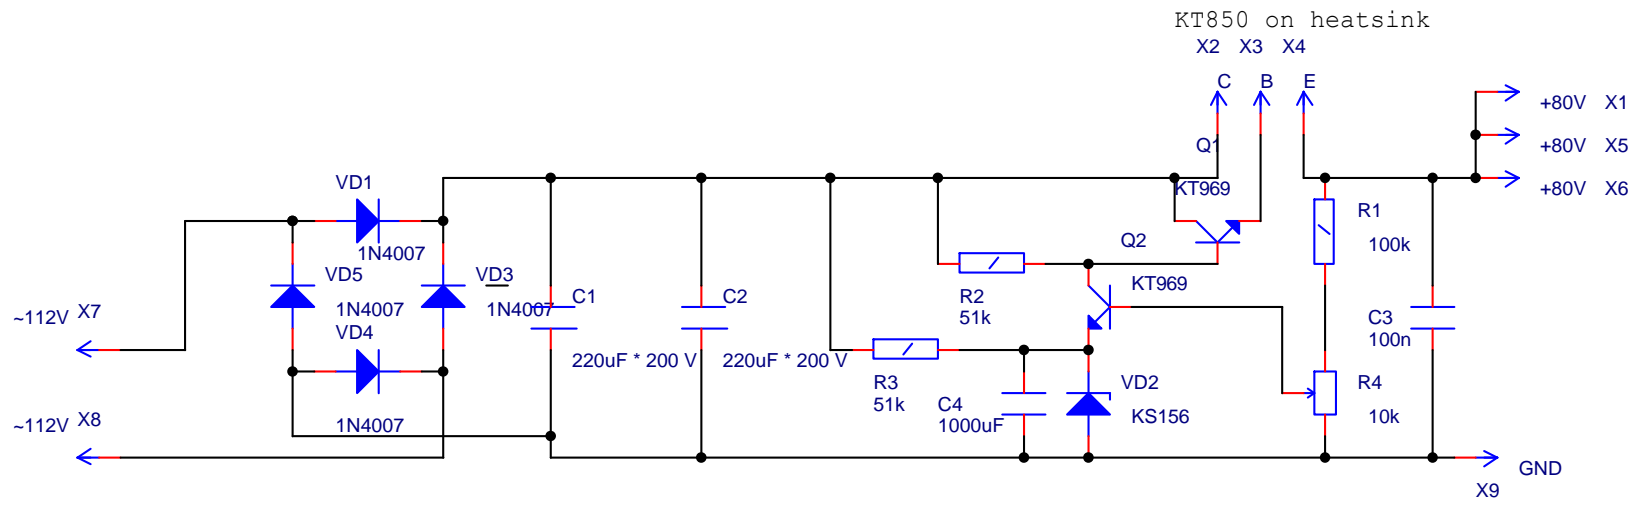 KT850 on heatsink
X2 X3 X4
C B E
+80V X1
Q1
+80V X5
VD1
KT969
+80V X6
R1
1N4007
Q2
100k
VD5
VD3
KT969
1N4007
1N4007
C1
C2
R2
~112V X7
51k
C3
VD4
100n
220uF * 200 V
220uF * 200 V
R3
VD2
R4
51k
C4
~112V X8
1N4007
1000uF
KS156
10k
GND
X9